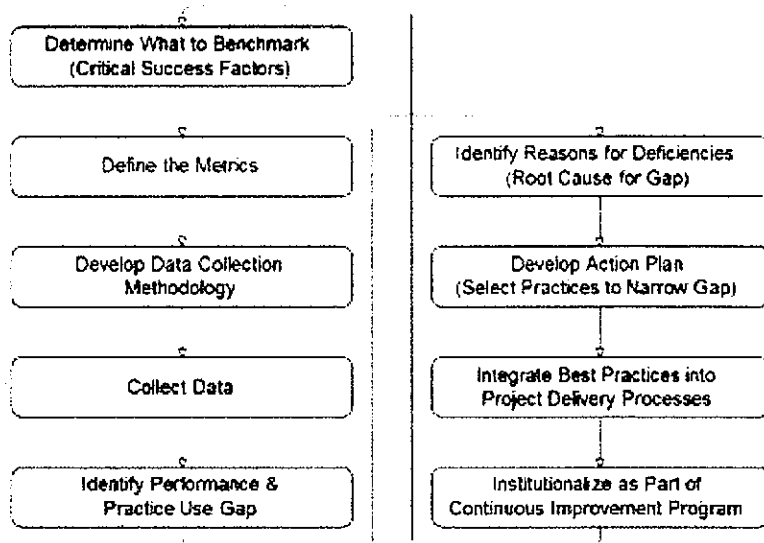 Determine What to Benchmark
(Critical Success Factors)
Define the Metrics
Develop Data Collection
Methodology
Collect Data
Identify Performance &
Practice Use Gap
Identify Reasons for Deficiencies
(Root Cause for Gap)
Develop Action Plan
(Select Practices to Narrow Gap)
Integrate Best Practices into
Project Delivery Processes
Institutionalize as Part of
Continuous Improvement Program